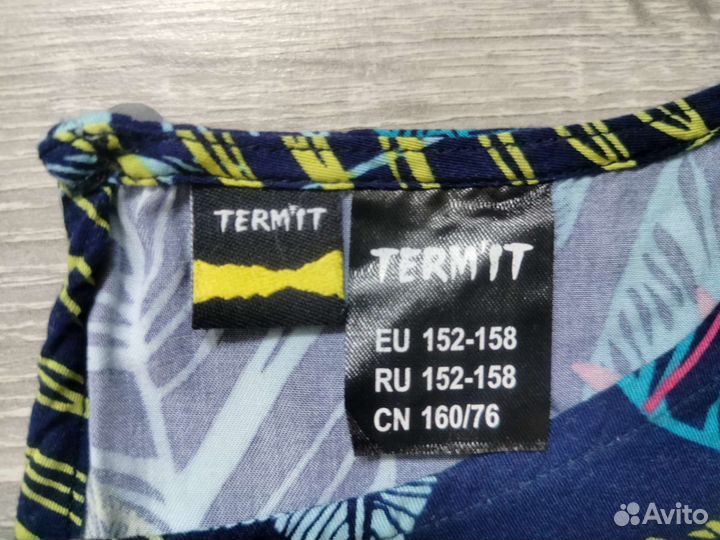 TERM'IT
TERM'IT
EU 152-158
RU 152-158
CN 160/76
Avito